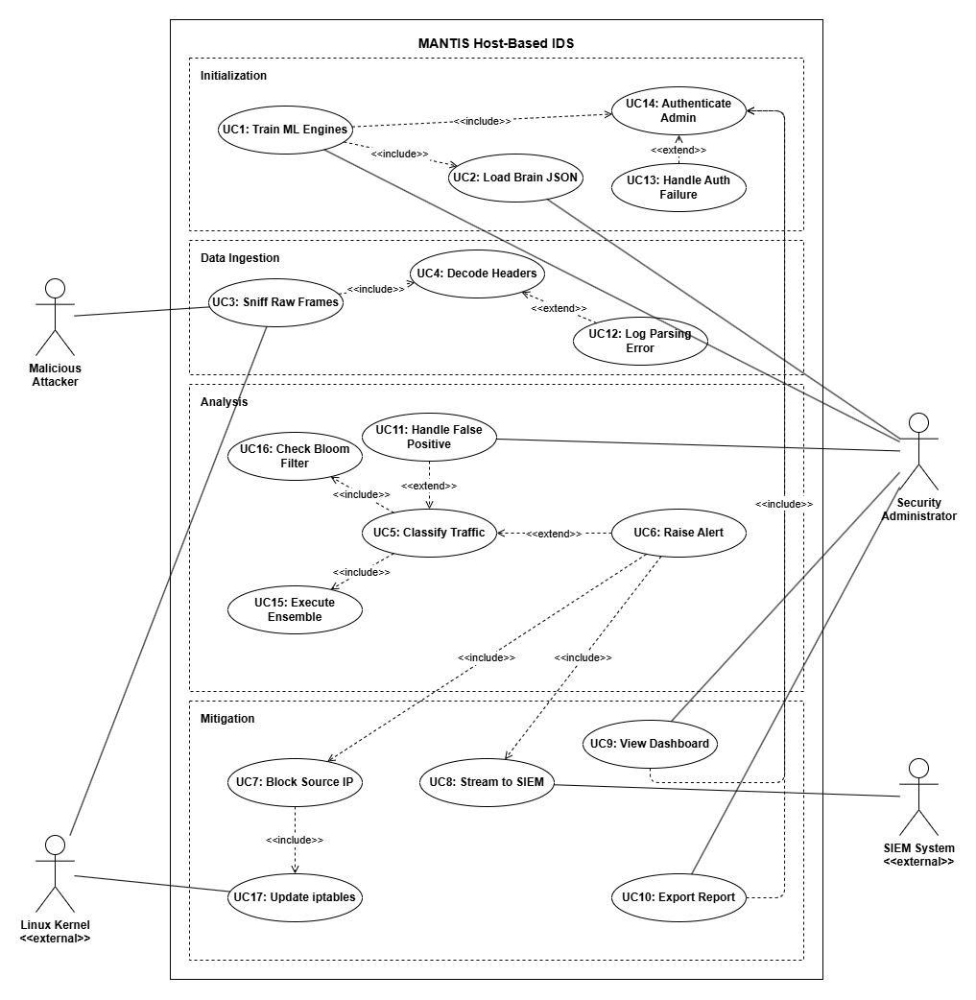 MANTIS Host-Based IDS
Initialization
UC1: Train ML Engines
<<include>>
UC14: Authenticate
Admin
<<include>>
<<extend>>
UC2: Load Brain JSON
UC13: Handle Auth
Failure
Data Ingestion
UC4: Decode Headers
<<include>>
UC3: Sniff Raw Frames
<<extend>>
UC12: Log Parsing
Error
Malicious
Attacker
Analysis
UC11: Handle False
Positive
UC16: Check Bloom
Filter
<<extend>>
<<include>>
<<include>>
Security
Administrator
UC5: Classify Traffic
<<extend>>
UC6: Raise Alert
<<include>>
UC15: Execute
Ensemble
<<include>>
<<include>>
Mitigation
UC9: View Dashboard
UC7: Block Source IP
UC8: Stream to SIEM
<<include>>
SIEM System
<<external>>
UC17: Update iptables
UC10: Export Report
Linux Kernel
<<external>>